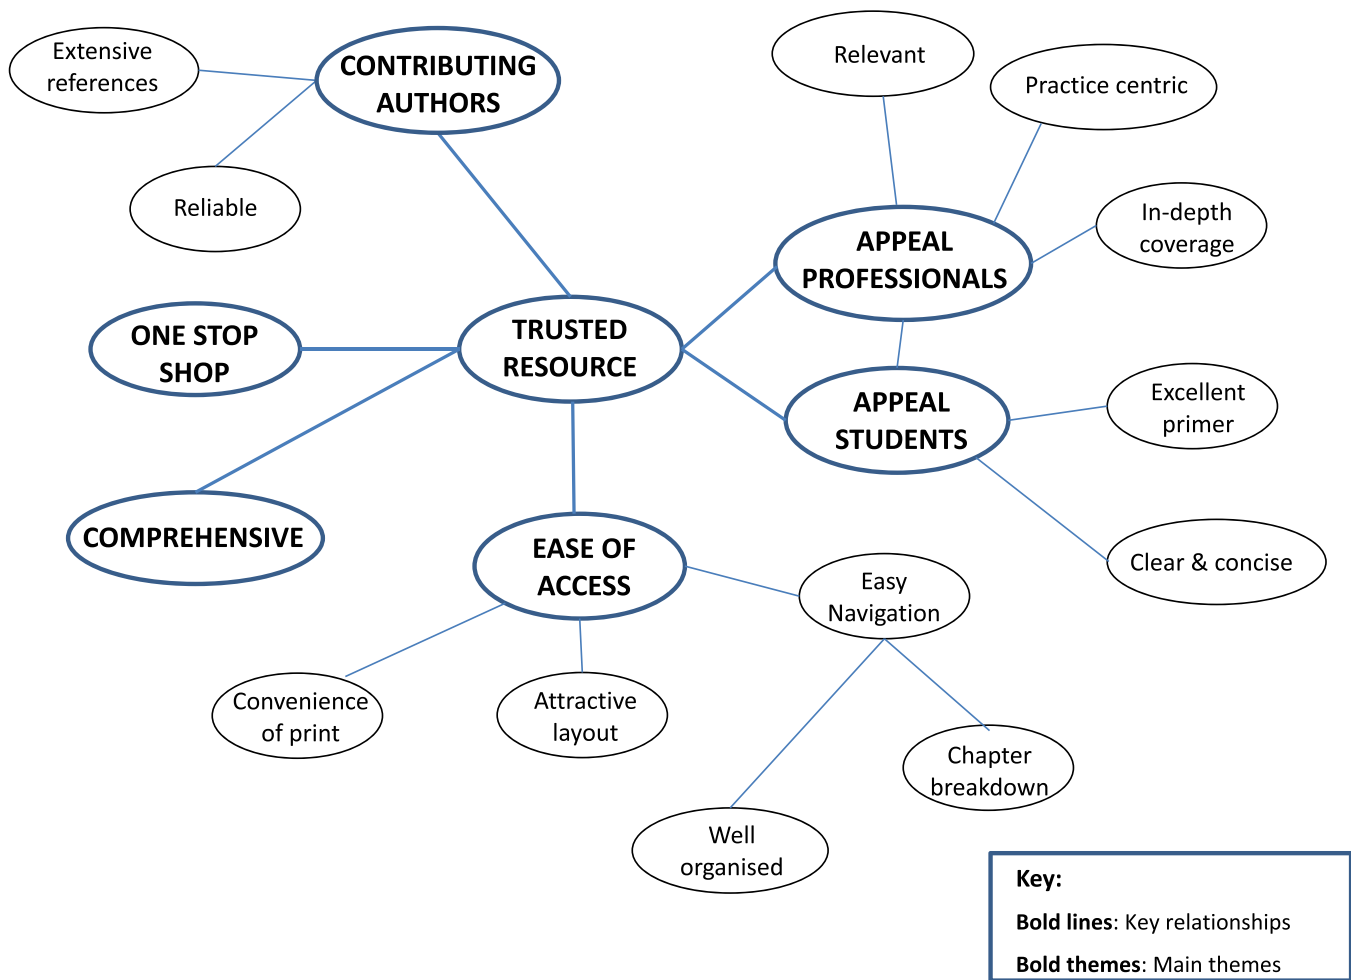 Extensive
references
CONTRIBUTING
AUTHORS
Reliable
Relevant
Practice centric
In-depth
coverage
APPEAL
PROFESSIONALS
ONE STOP
SHOP
TRUSTED
RESOURCE
APPEAL
STUDENTS
Excellent
primer
Clear & concise
COMPREHENSIVE
EASE OF
ACCESS
Easy
Navigation
Convenience
of print
Attractive
layout
Chapter
breakdown
Well
organised
Key:
Bold lines: Key relationships
Bold themes: Main themes